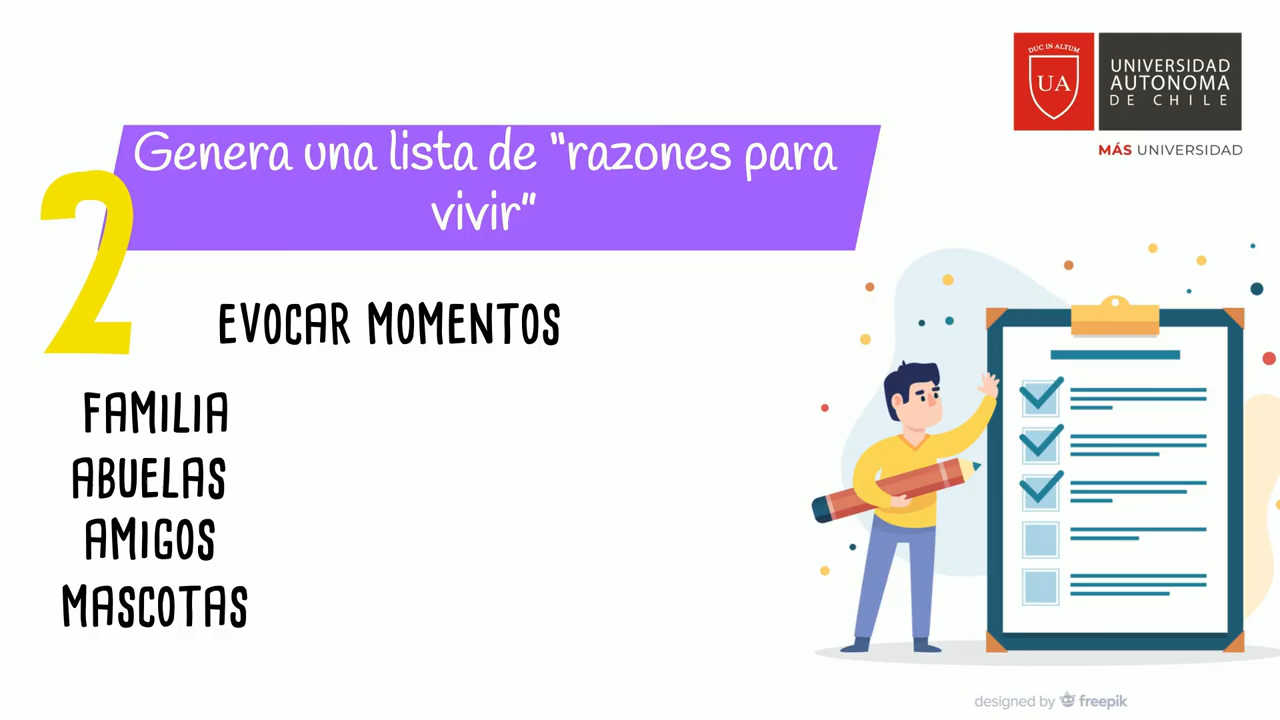 DUC IN ALTUM
UA
UNIVERSIDAD
AUTONOMA
DE CHILE
MÁS UNIVERSIDAD
2
Genera una lista de "razones para
vivir"
EVOCAR MOMENTOS
FAMILIA
ABUELAS
AMIGOS
MASCOTAS
designed by freepik